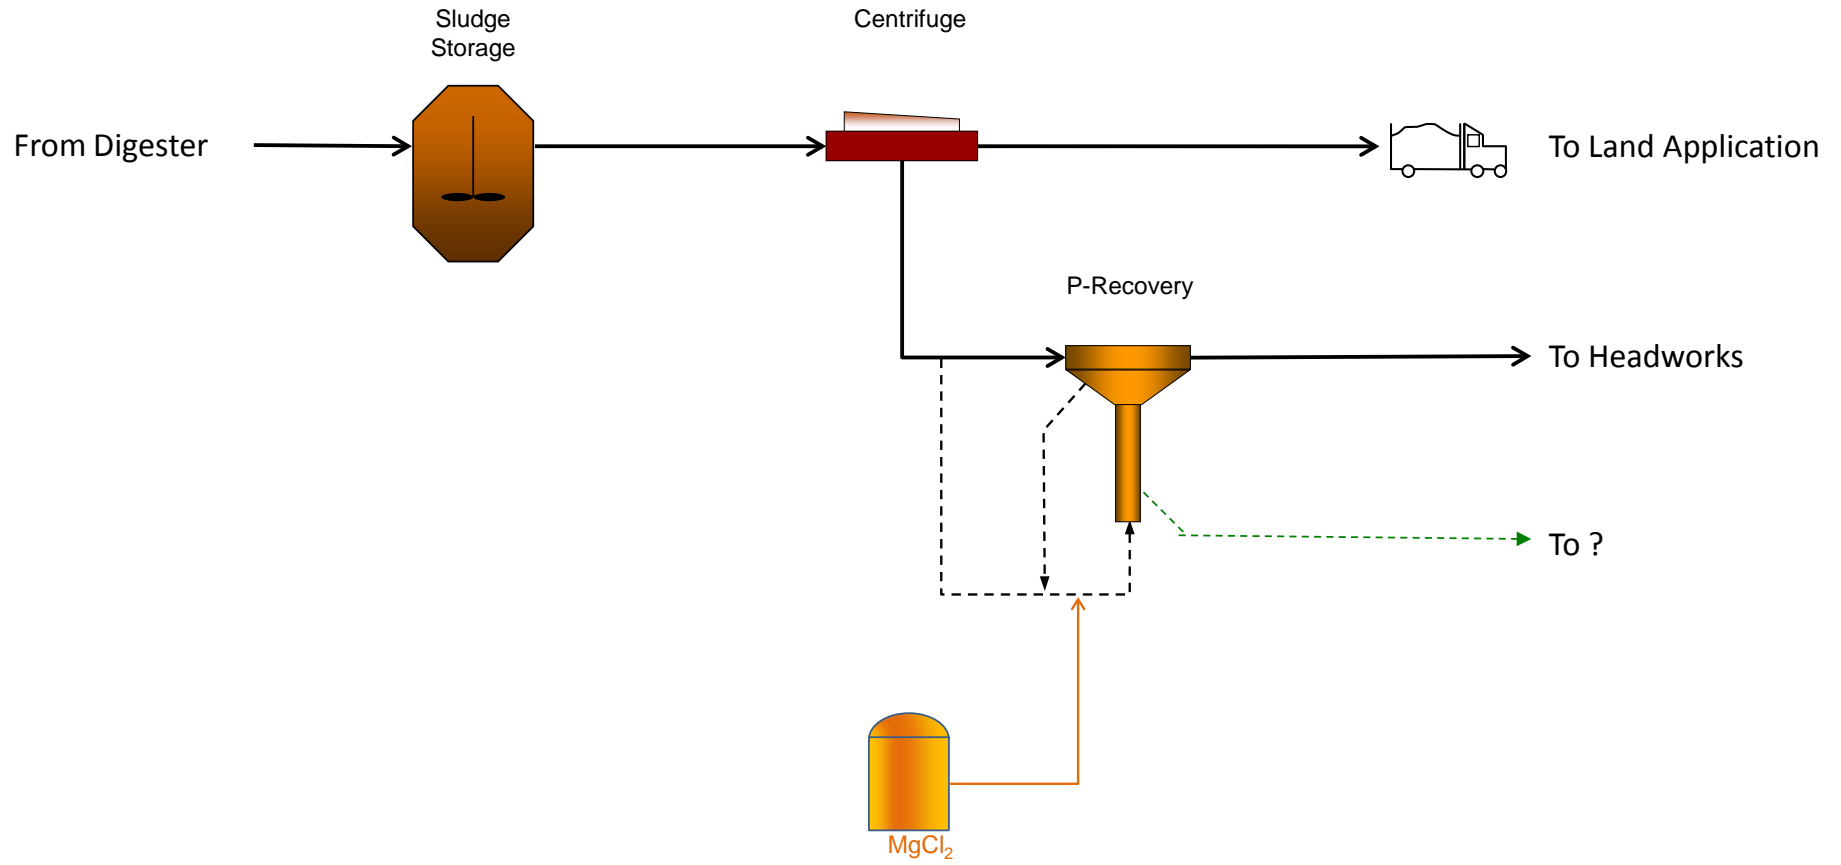 Sludge
Storage
Centrifuge
From Digester
To Land Application
P-Recovery
To Headworks
To ?
MgCl₂